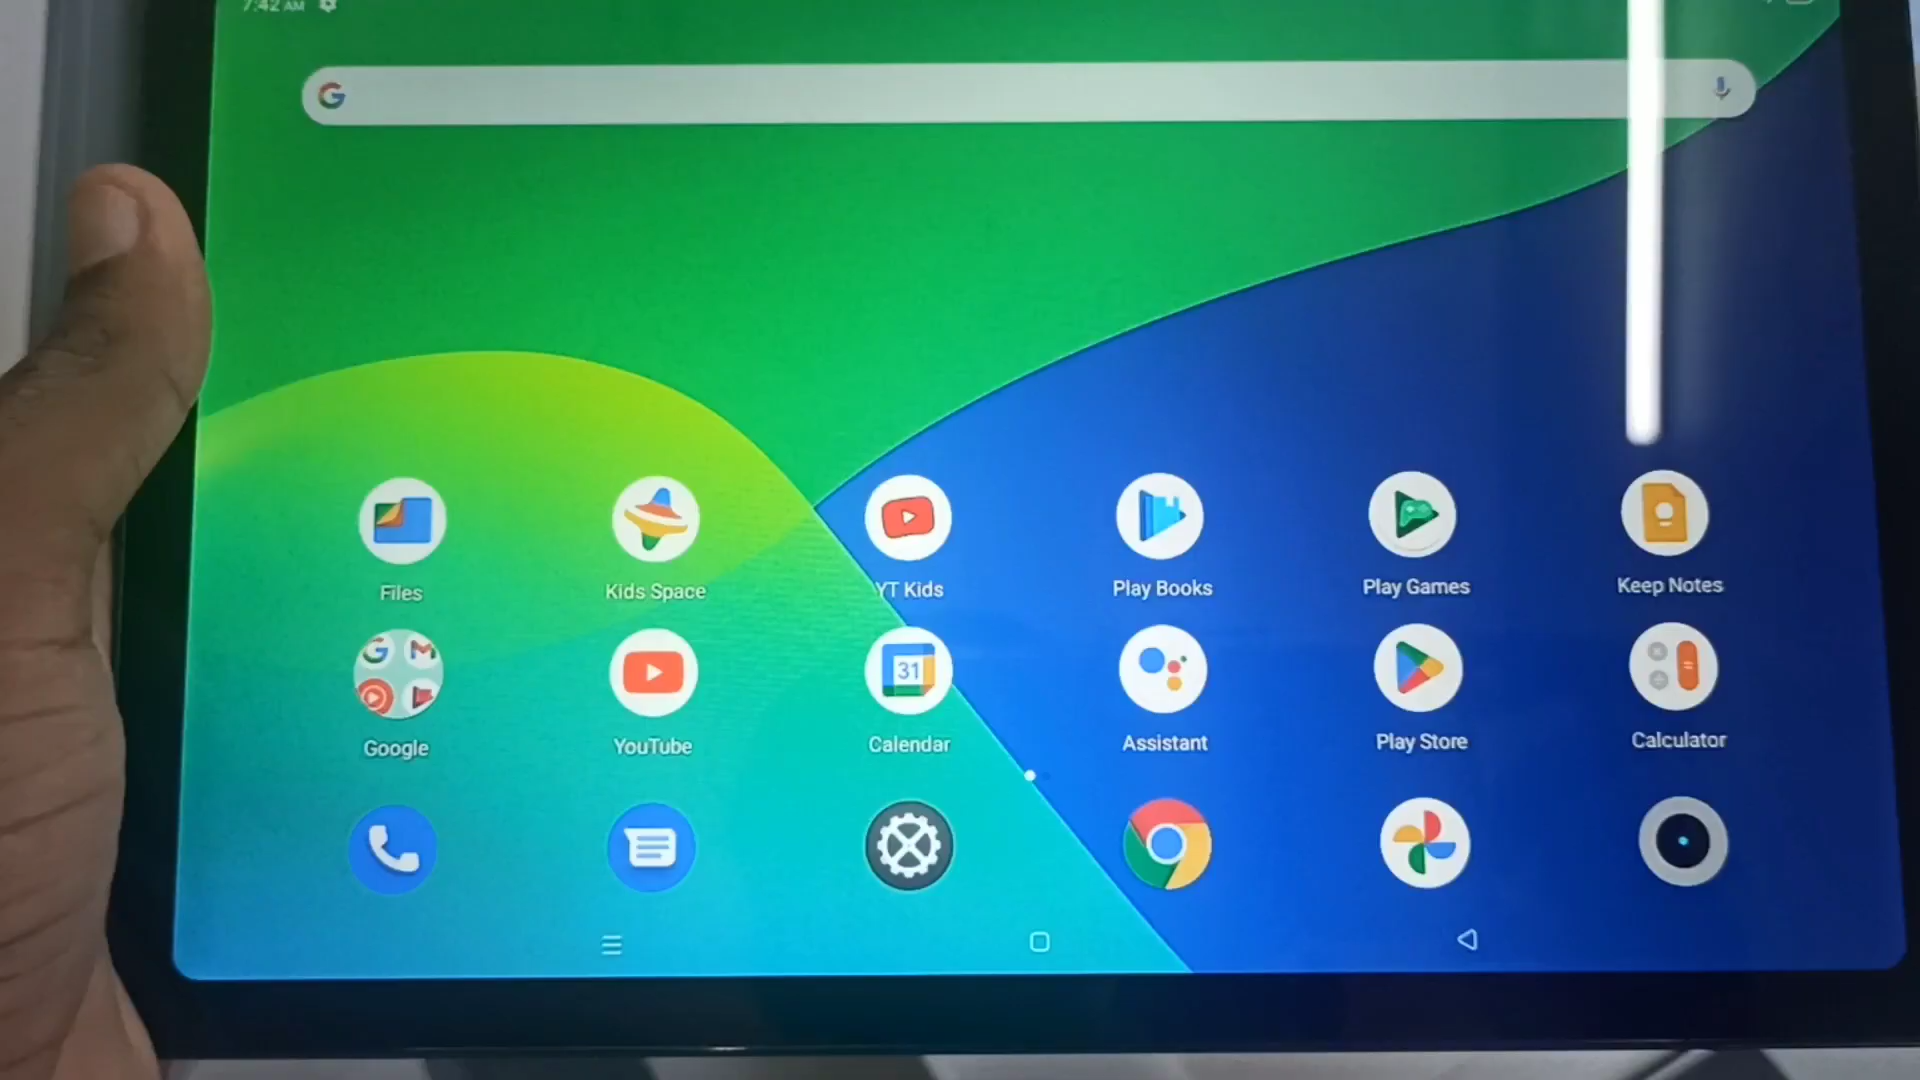 7:42 AM
Files
Kids Space
YT Kids
Play Books
Play Games
Keep Notes
31
Google
YouTube
Calendar
Assistant
Play Store
Calculator